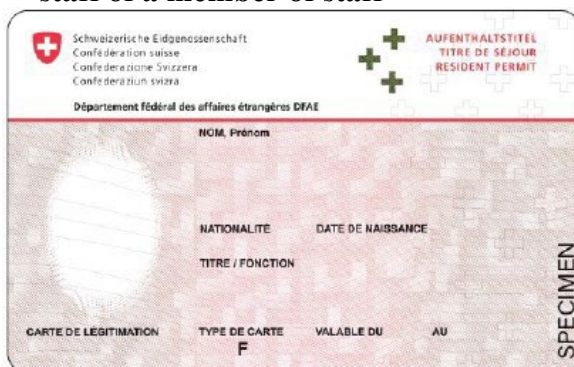 staff of a member of staff
Schweizerische Eidgenossenschaft
Confédération suisse
Confederazione Svizzera
Confederaziun svizra
AUFENTHALTSTITEL
TITRE DE SÉJOUR
RESIDENT PERMIT
Département fédéral des affaires étrangères DFAE
NOM, Prénom
NATIONALITÉ DATE DE NAISSANCE
TITRE / FONCTION
CARTE DE LÉGITIMATION TYPE DE CARTE VALABLE DU AU
F
SPECIMEN